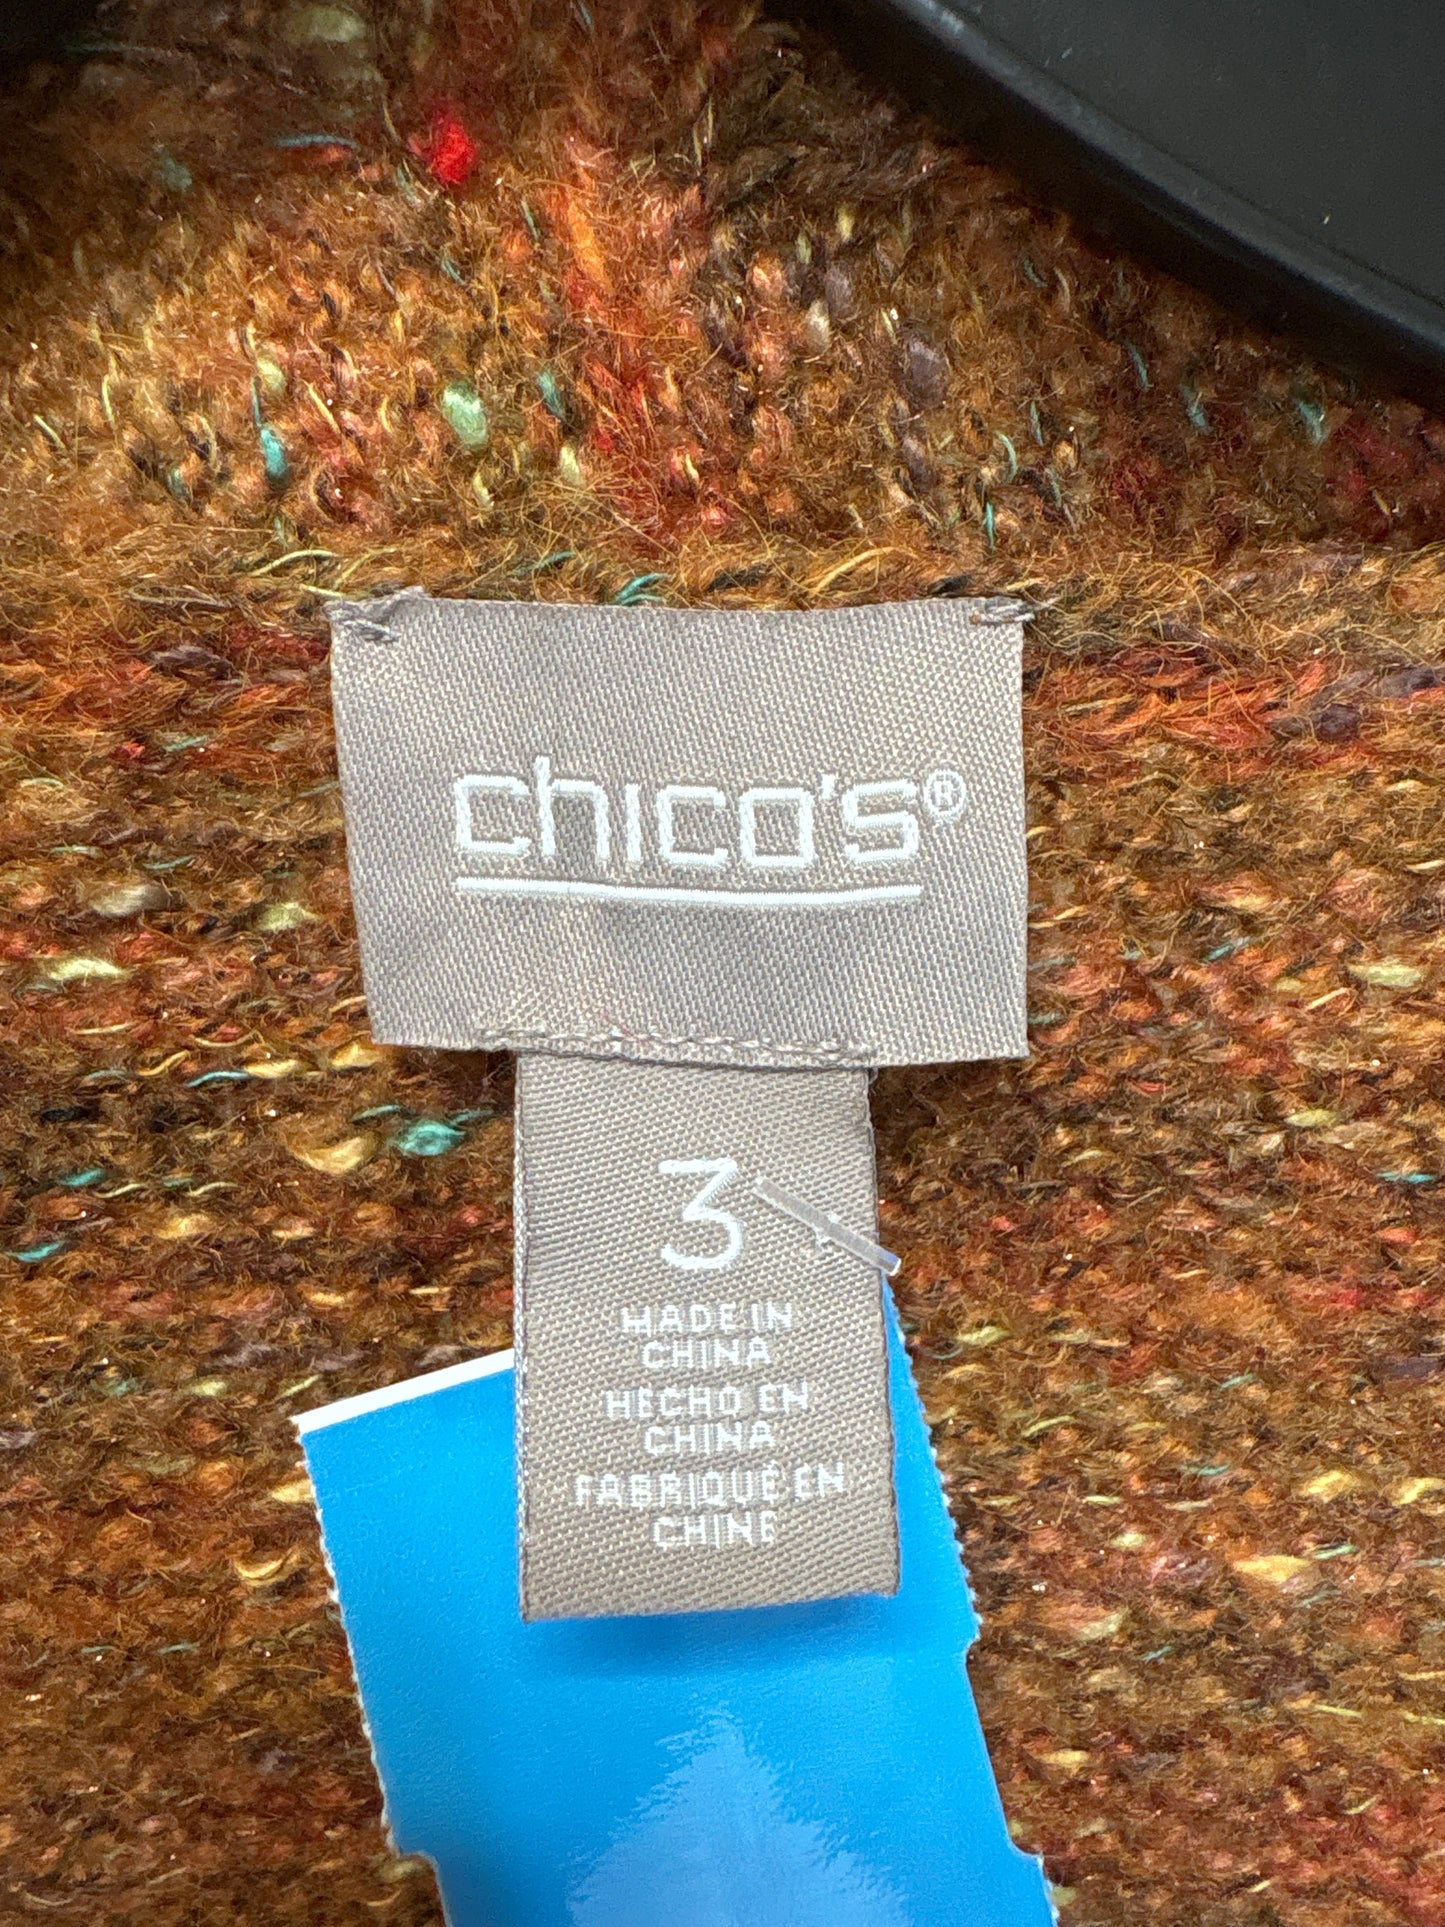 chico's®
3
MADE IN
CHINA
HECHO EN
CHINA
FABRIQUÉ EN
CHINE